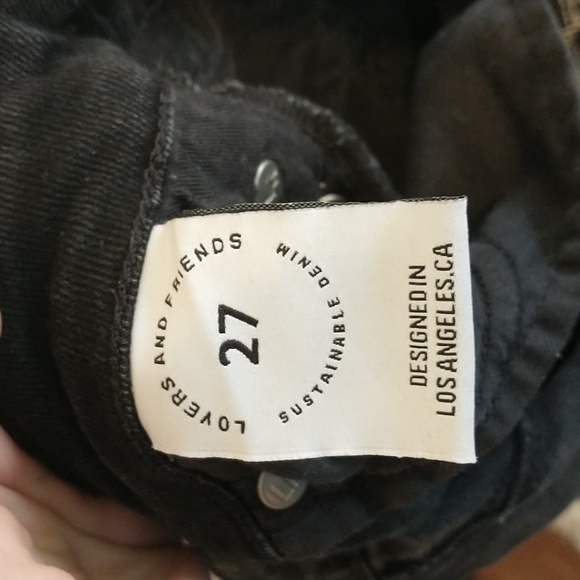 LOVERS AND FRIENDS
27
SUSTAINABLE DENIM
DESIGNED IN
LOS ANGELES.CA